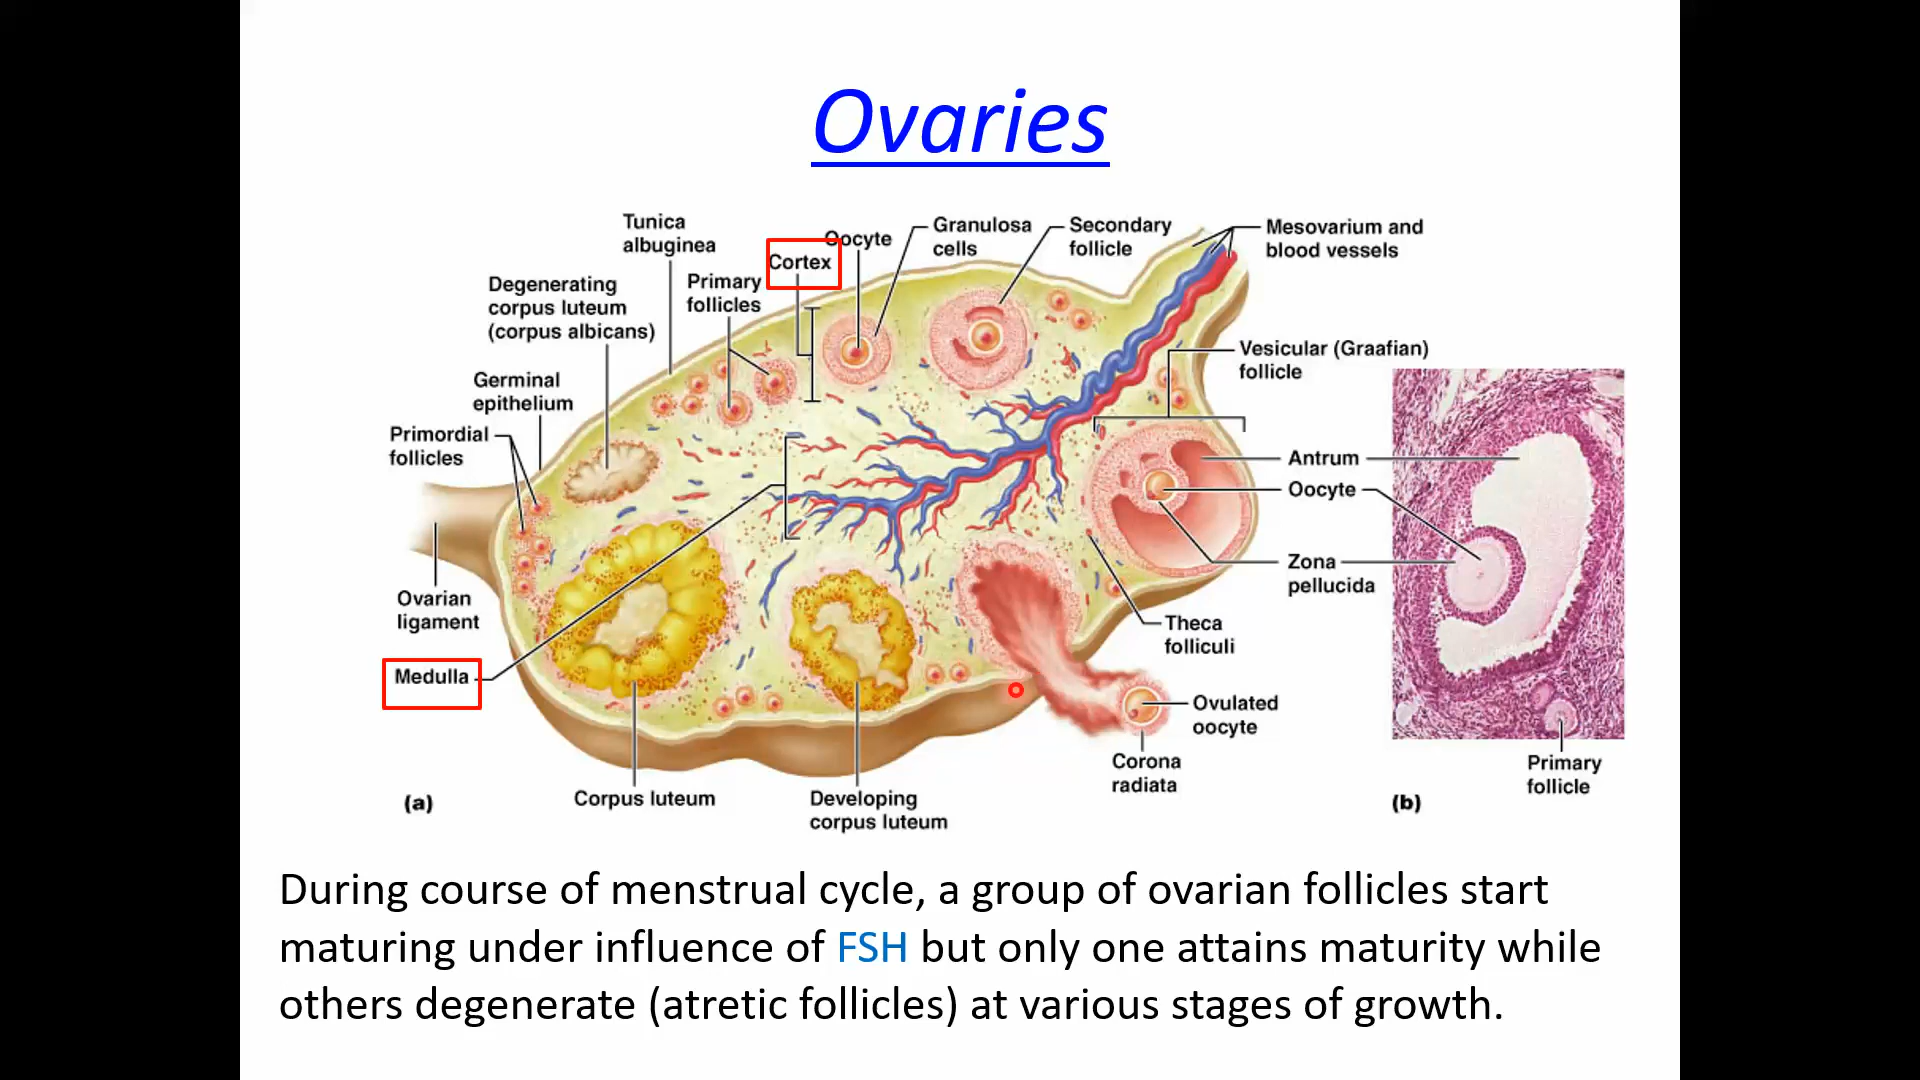 Ovaries
Tunica
albuginea
Oocyte
Granulosa
cells
Secondary
follicle
Mesovarium and
blood vessels
Cortex
Primary
follicles
Degenerating
corpus luteum
(corpus albicans)
Germinal
epithelium
Primordial
follicles
Vesicular (Graafian)
follicle
Antrum
Oocyte
Zona
pellucida
Ovarian
ligament
Theca
folliculi
Medulla
Ovulated
oocyte
Corona
radiata
Primary
follicle
Corpus luteum
Developing
corpus luteum
(a)
(b)
During course of menstrual cycle, a group of ovarian follicles start
maturing under influence of FSH but only one attains maturity while
others degenerate (atretic follicles) at various stages of growth.